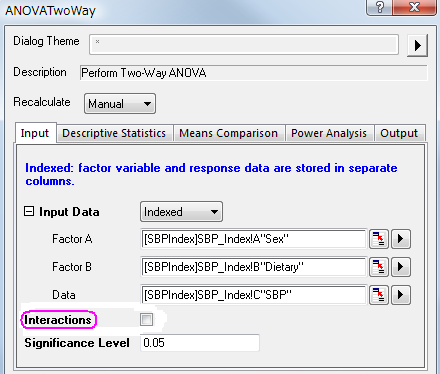 ANOVATwoWay
Dialog Theme *
Description Perform Two-Way ANOVA
Recalculate Manual
Input Descriptive Statistics Means Comparison Power Analysis Output
Indexed: factor variable and response data are stored in separate
columns.
Input Data Indexed
Factor A [SBPIndex]SBP_Index!A"Sex"
Factor B [SBPIndex]SBP_Index!B"Dietary"
Data [SBPIndex]SBP_Index!C"SBP"
Interactions
Significance Level 0.05